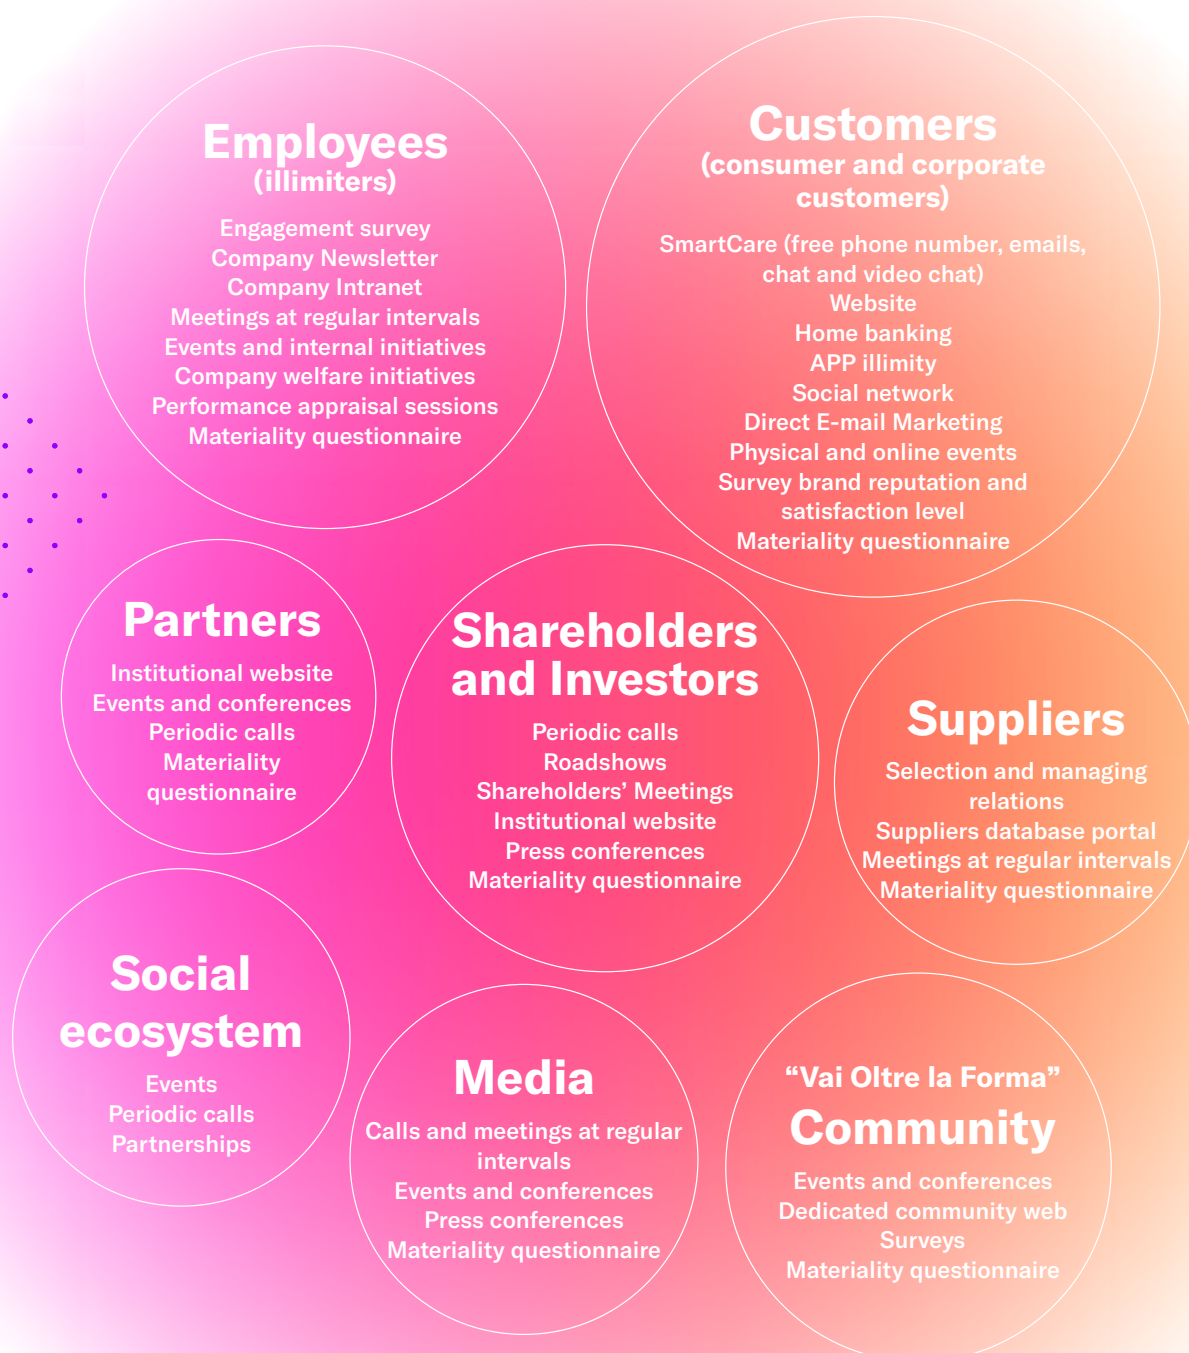 Employees
(illimiters)
Engagement survey
Company Newsletter
Company Intranet
Meetings at regular intervals
Events and internal initiatives
Company welfare initiatives
Performance appraisal sessions
Materiality questionnaire
Customers
(consumer and corporate
customers)
SmartCare (free phone number, emails,
chat and video chat)
Website
Home banking
APP illimity
Social network
Direct E-mail Marketing
Physical and online events
Survey brand reputation and
satisfaction level
Materiality questionnaire
Partners
Institutional website
Events and conferences
Periodic calls
Materiality
questionnaire
Shareholders
and Investors
Periodic calls
Roadshows
Shareholders’ Meetings
Institutional website
Press conferences
Materiality questionnaire
Suppliers
Selection and managing
relations
Suppliers database portal
Meetings at regular intervals
Materiality questionnaire
Social
ecosystem
Events
Periodic calls
Partnerships
Media
Calls and meetings at regular
intervals
Events and conferences
Press conferences
Materiality questionnaire
“Vai Oltre la Forma”
Community
Events and conferences
Dedicated community web
Surveys
Materiality questionnaire